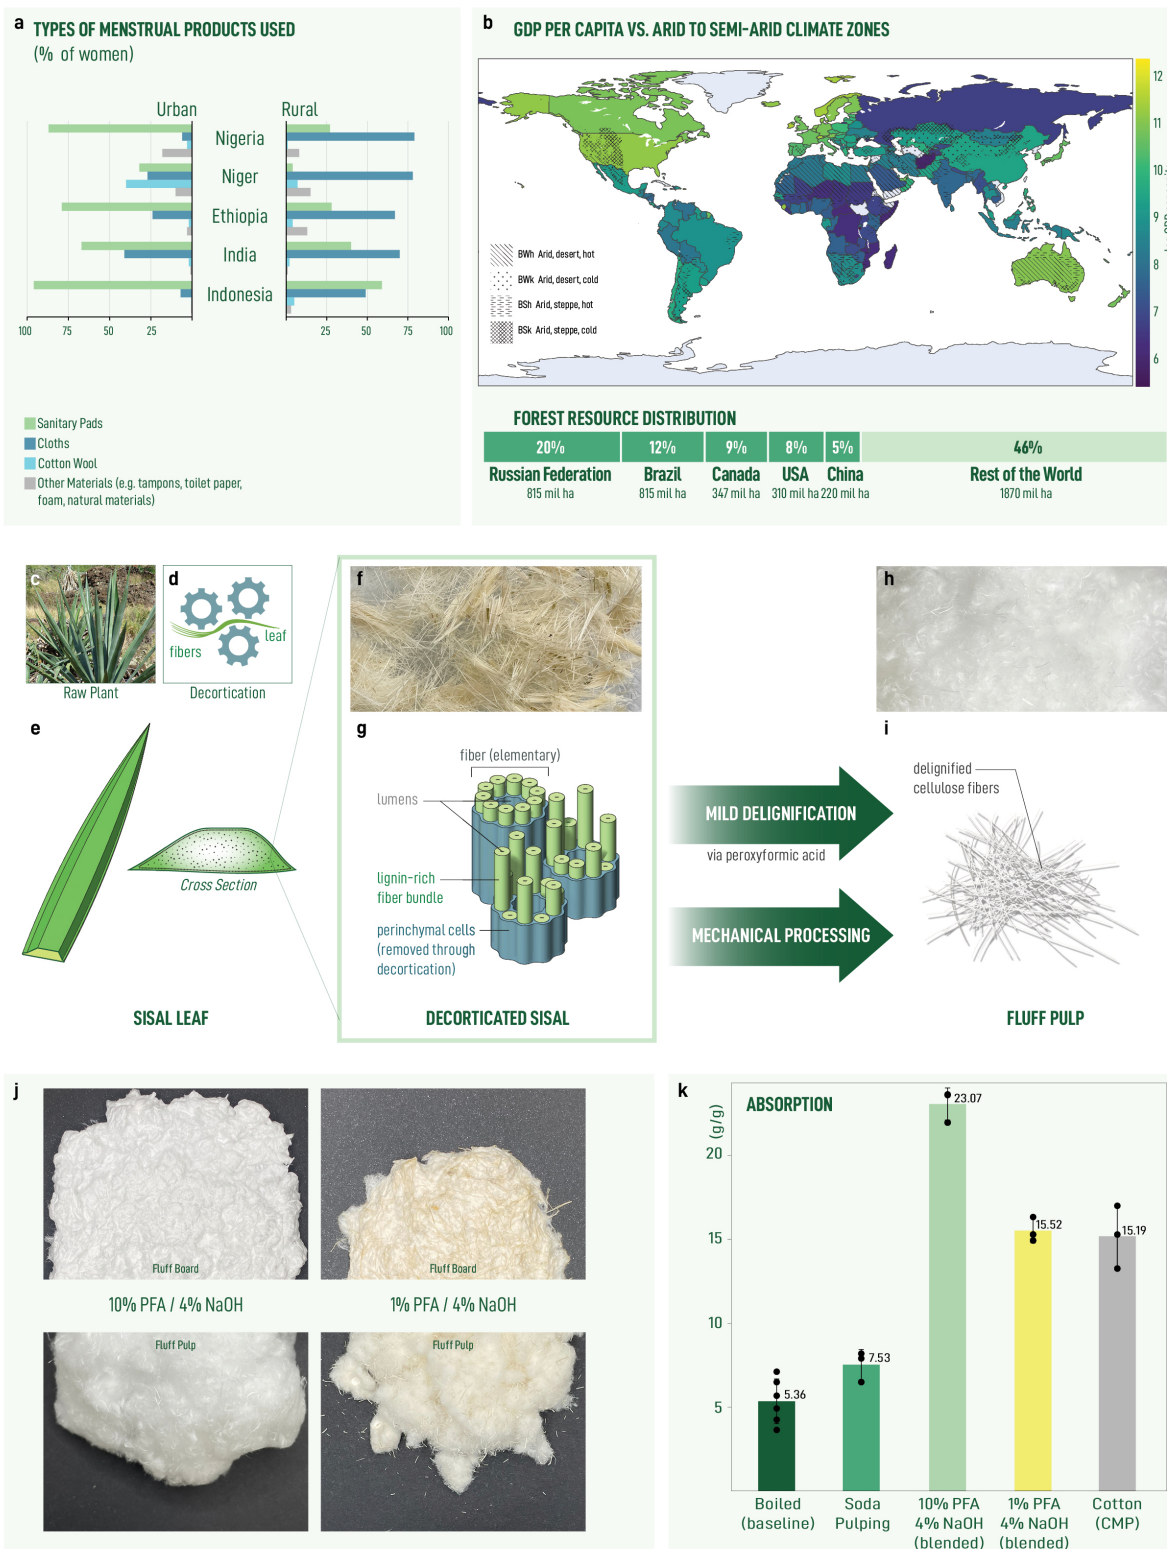 a TYPES OF MENSTRUAL PRODUCTS USED
(% of women)
Urban Rural
Nigeria
Niger
Ethiopia
India
Indonesia
100 75 50 25 25 50 75 100
Sanitary Pads
Cloths
Cotton Wool
Other Materials (e.g. tampons, toilet paper,
foam, natural materials)
b GDP PER CAPITA VS. ARID TO SEMI-ARID CLIMATE ZONES
12
11
10
9
8
7
6
BWh Arid, desert, hot
BWk Arid, desert, cold
BSh Arid, steppe, hot
BSk Arid, steppe, cold
FOREST RESOURCE DISTRIBUTION
20% 12% 9% 8% 5% 46%
Russian Federation Brazil Canada USA China Rest of the World
815 mil ha 815 mil ha 347 mil ha 310 mil ha 220 mil ha 1870 mil ha
c
Raw Plant
d
fibers
leaf
Decortication
e
Cross Section
SISAL LEAF
f
g
fiber (elementary)
lumens
lignin-rich
fiber bundle
perinchymal cells
(removed through
decortication)
DECORTICATED SISAL
MILD DELIGNIFICATION
via peroxyformic acid
MECHANICAL PROCESSING
h
i
delignified
cellulose fibers
FLUFF PULP
j
Fluff Board Fluff Board
10% PFA / 4% NaOH 1% PFA / 4% NaOH
Fluff Pulp Fluff Pulp
k
ABSORPTION
(g/g)
20
15
10
5
5.36
7.53
23.07
15.52
15.19
Boiled Soda 10% PFA 1% PFA Cotton
(baseline) Pulping 4% NaOH 4% NaOH (CMP)
(blended) (blended)